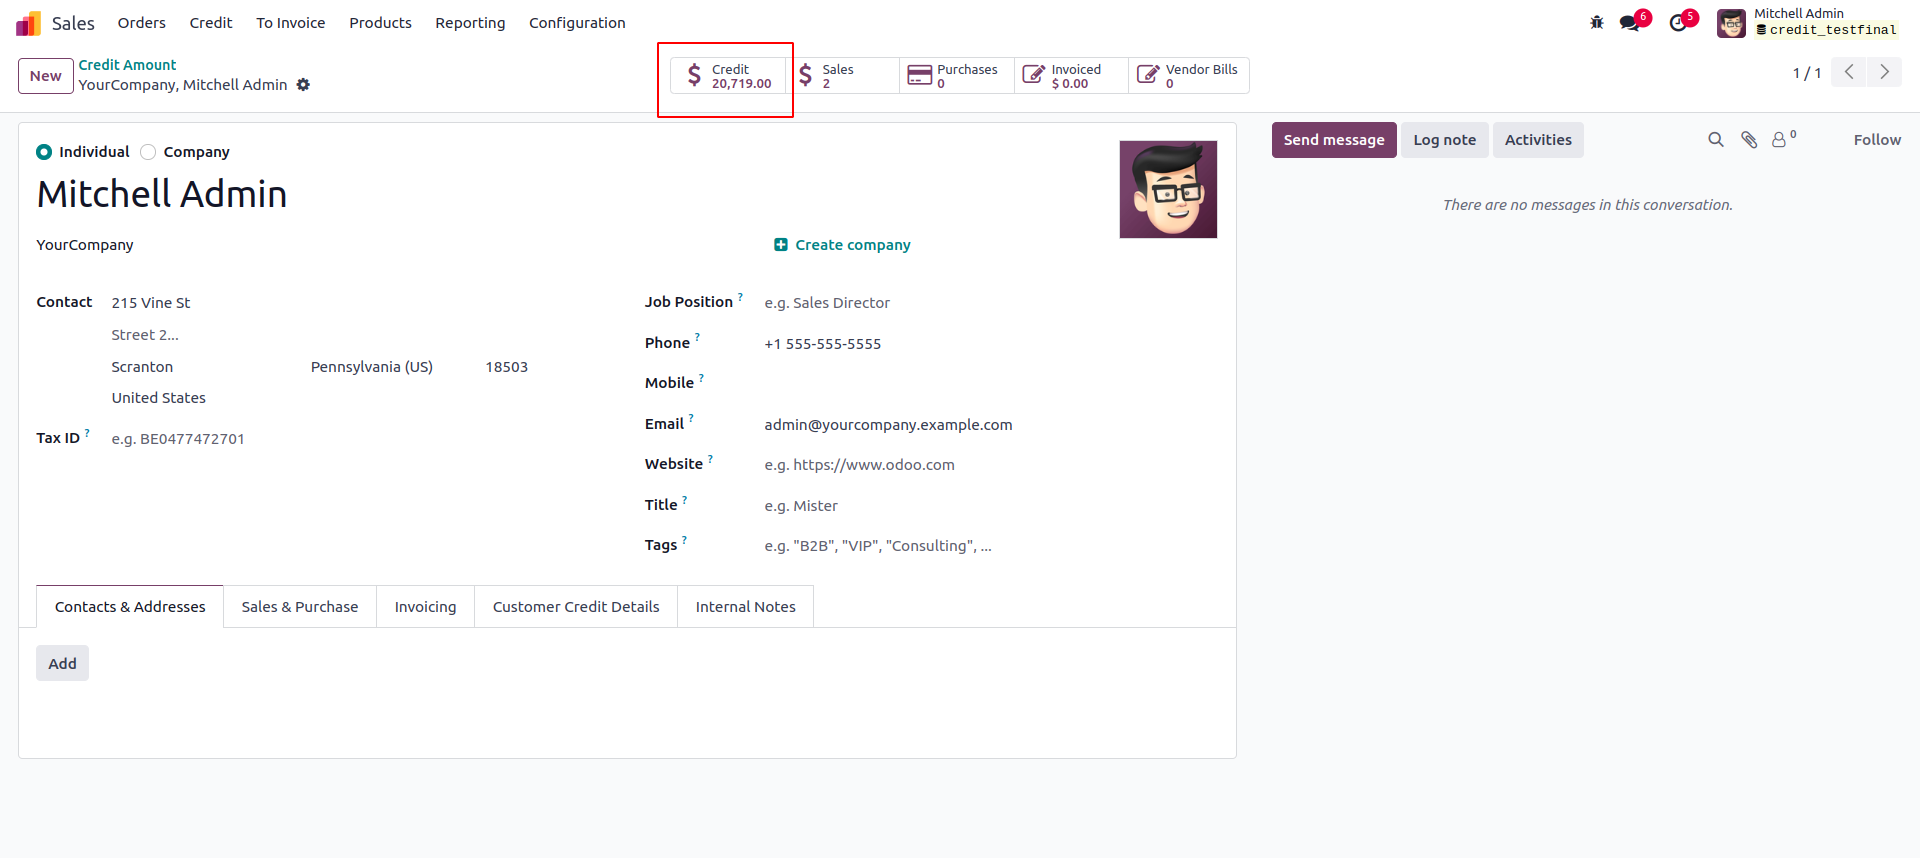 Sales Orders Credit To Invoice Products Reporting Configuration 6 5 Mitchell Admin
credit_testfinal
New Credit Amount
YourCompany, Mitchell Admin
Credit 20,719.00 Sales 2 Purchases 0 Invoiced $ 0.00 Vendor Bills 0
1 / 1
Individual Company
Mitchell Admin
YourCompany Create company
Contact 215 Vine St
Street 2...
Scranton Pennsylvania (US) 18503
United States
Tax ID ? e.g. BE0477472701
Job Position ? e.g. Sales Director
Phone ? +1 555-555-5555
Mobile ?
Email ? admin@yourcompany.example.com
Website ? e.g. https://www.odoo.com
Title ? e.g. Mister
Tags ? e.g. "B2B", "VIP", "Consulting", ...
Contacts & Addresses Sales & Purchase Invoicing Customer Credit Details Internal Notes
Add
Send message Log note Activities 0 Follow
There are no messages in this conversation.